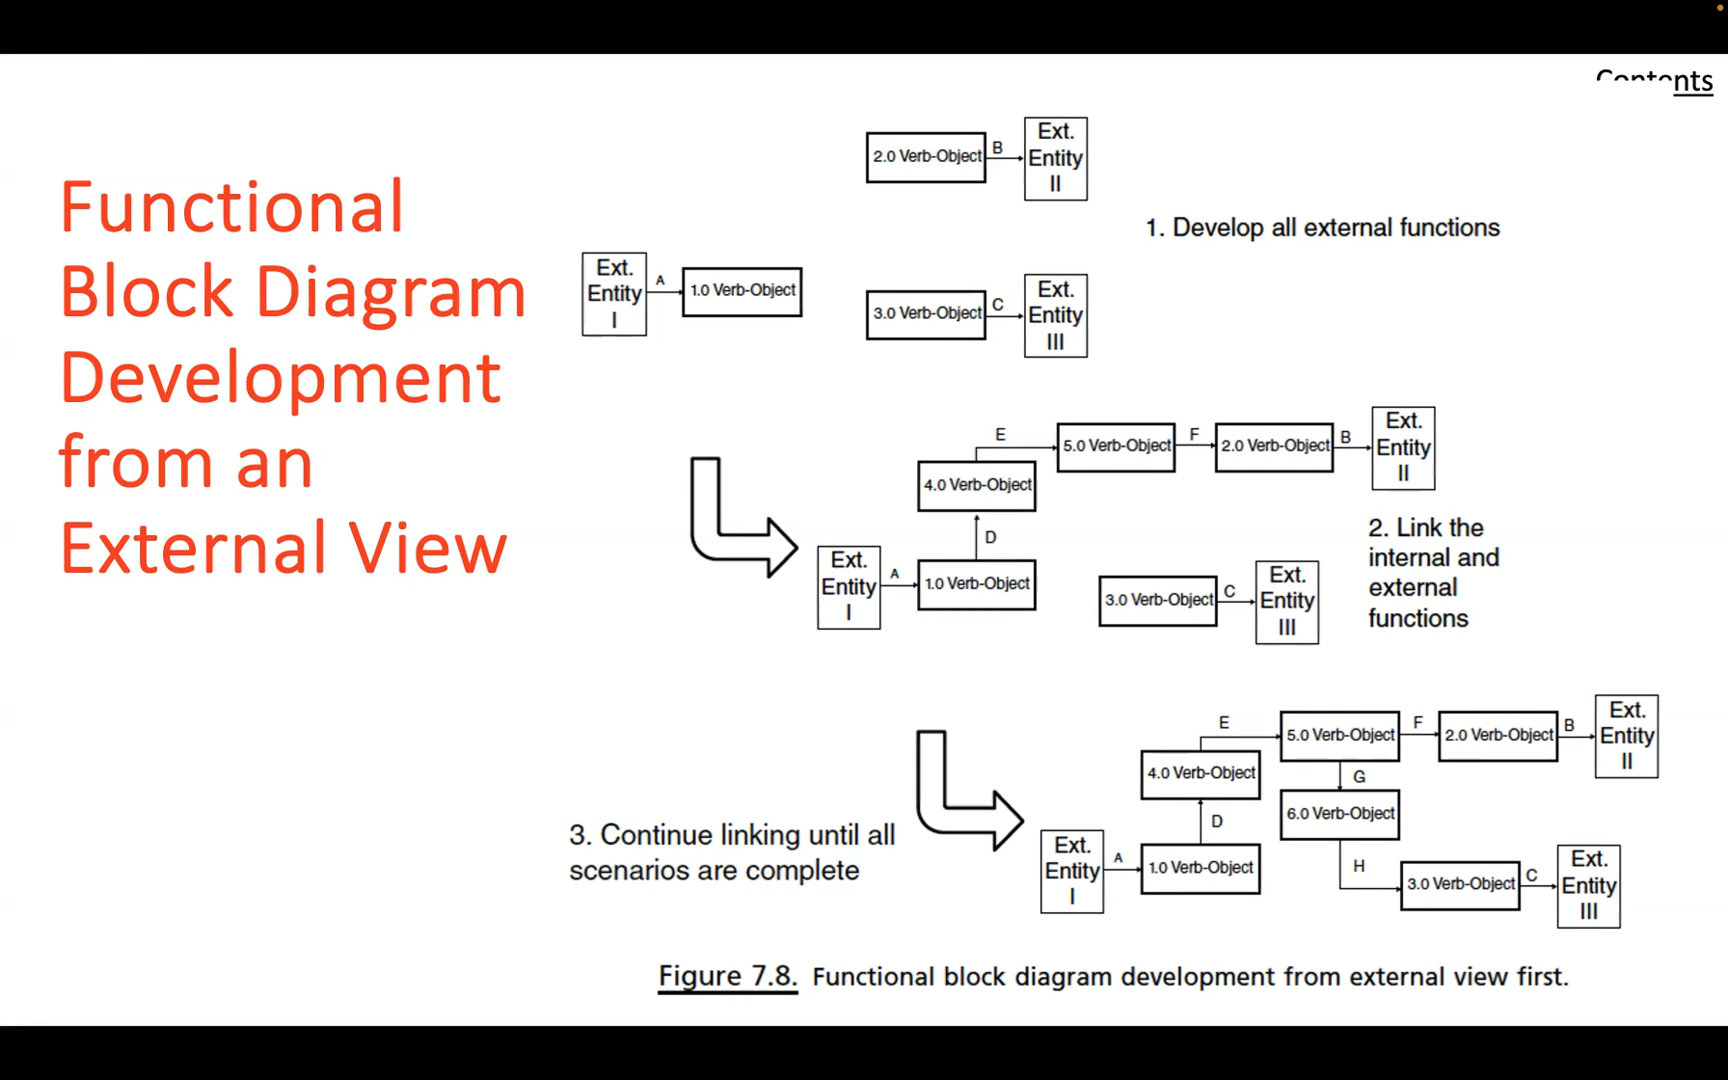 Contents
Functional
Block Diagram
Development
from an
External View
2.0 Verb-Object
B
Ext.
Entity
II
1. Develop all external functions
Ext.
Entity
I
A
1.0 Verb-Object
3.0 Verb-Object
C
Ext.
Entity
III
E
5.0 Verb-Object
F
2.0 Verb-Object
B
Ext.
Entity
II
4.0 Verb-Object
D
Ext.
Entity
I
A
1.0 Verb-Object
3.0 Verb-Object
C
Ext.
Entity
III
2. Link the
internal and
external
functions
E
5.0 Verb-Object
F
2.0 Verb-Object
B
Ext.
Entity
II
4.0 Verb-Object
G
6.0 Verb-Object
D
H
3. Continue linking until all
scenarios are complete
Ext.
Entity
I
A
1.0 Verb-Object
3.0 Verb-Object
C
Ext.
Entity
III
Figure 7.8. Functional block diagram development from external view first.